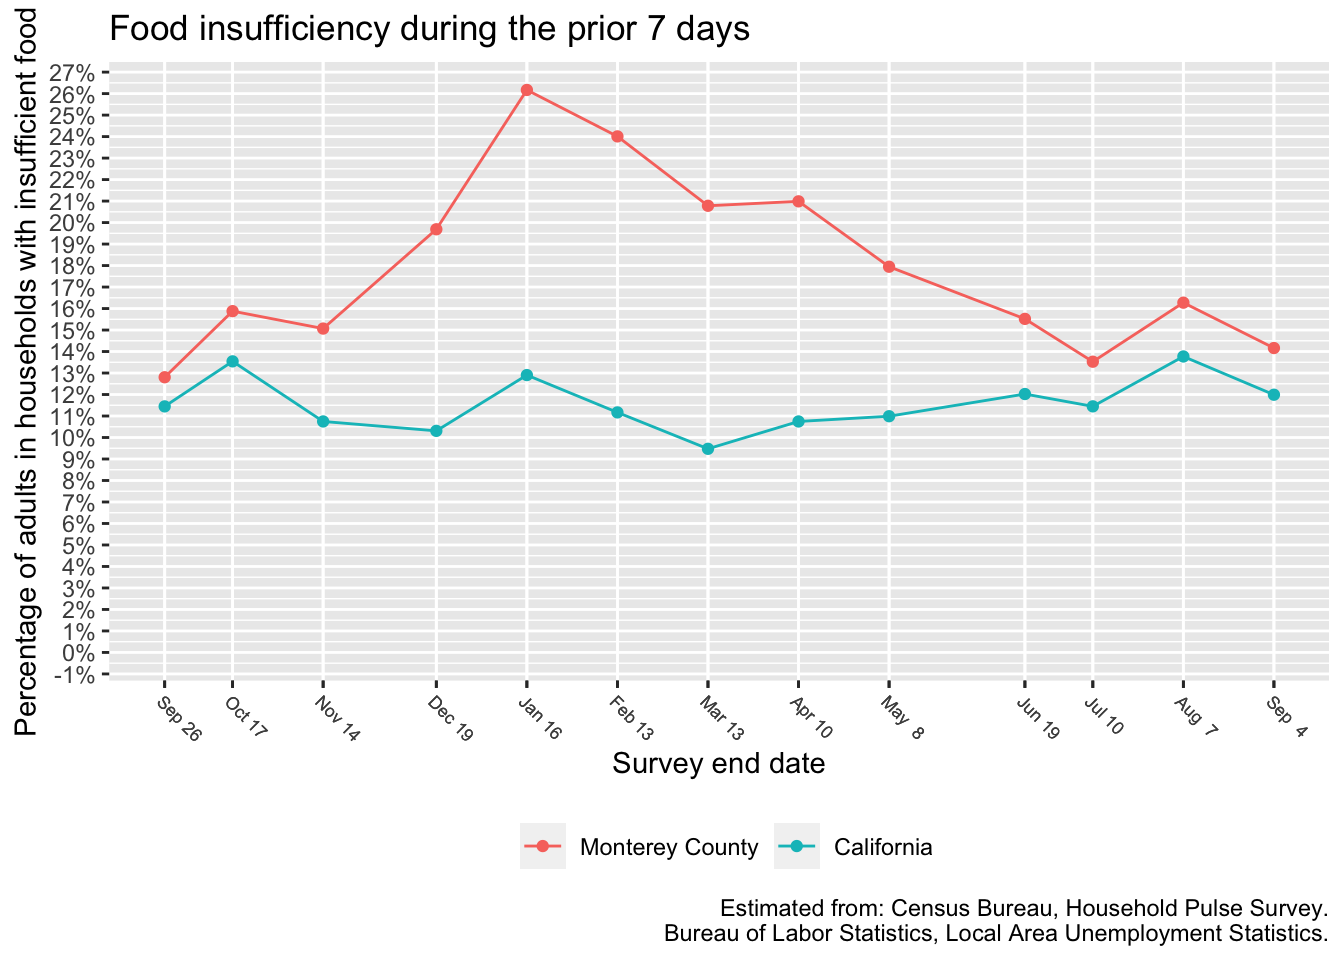 Food insufficiency during the prior 7 days
Percentage of adults in households with insufficient food
27%
26%
25%
24%
23%
22%
21%
20%
19%
18%
17%
16%
15%
14%
13%
12%
11%
10%
9%
8%
7%
6%
5%
4%
3%
2%
1%
0%
-1%
Sep 26
Oct 17
Nov 14
Dec 19
Jan 16
Feb 13
Mar 13
Apr 10
May  8
Jun 19
Jul 10
Aug  7
Sep  4
Survey end date
Monterey County
California
Estimated from: Census Bureau, Household Pulse Survey.
Bureau of Labor Statistics, Local Area Unemployment Statistics.